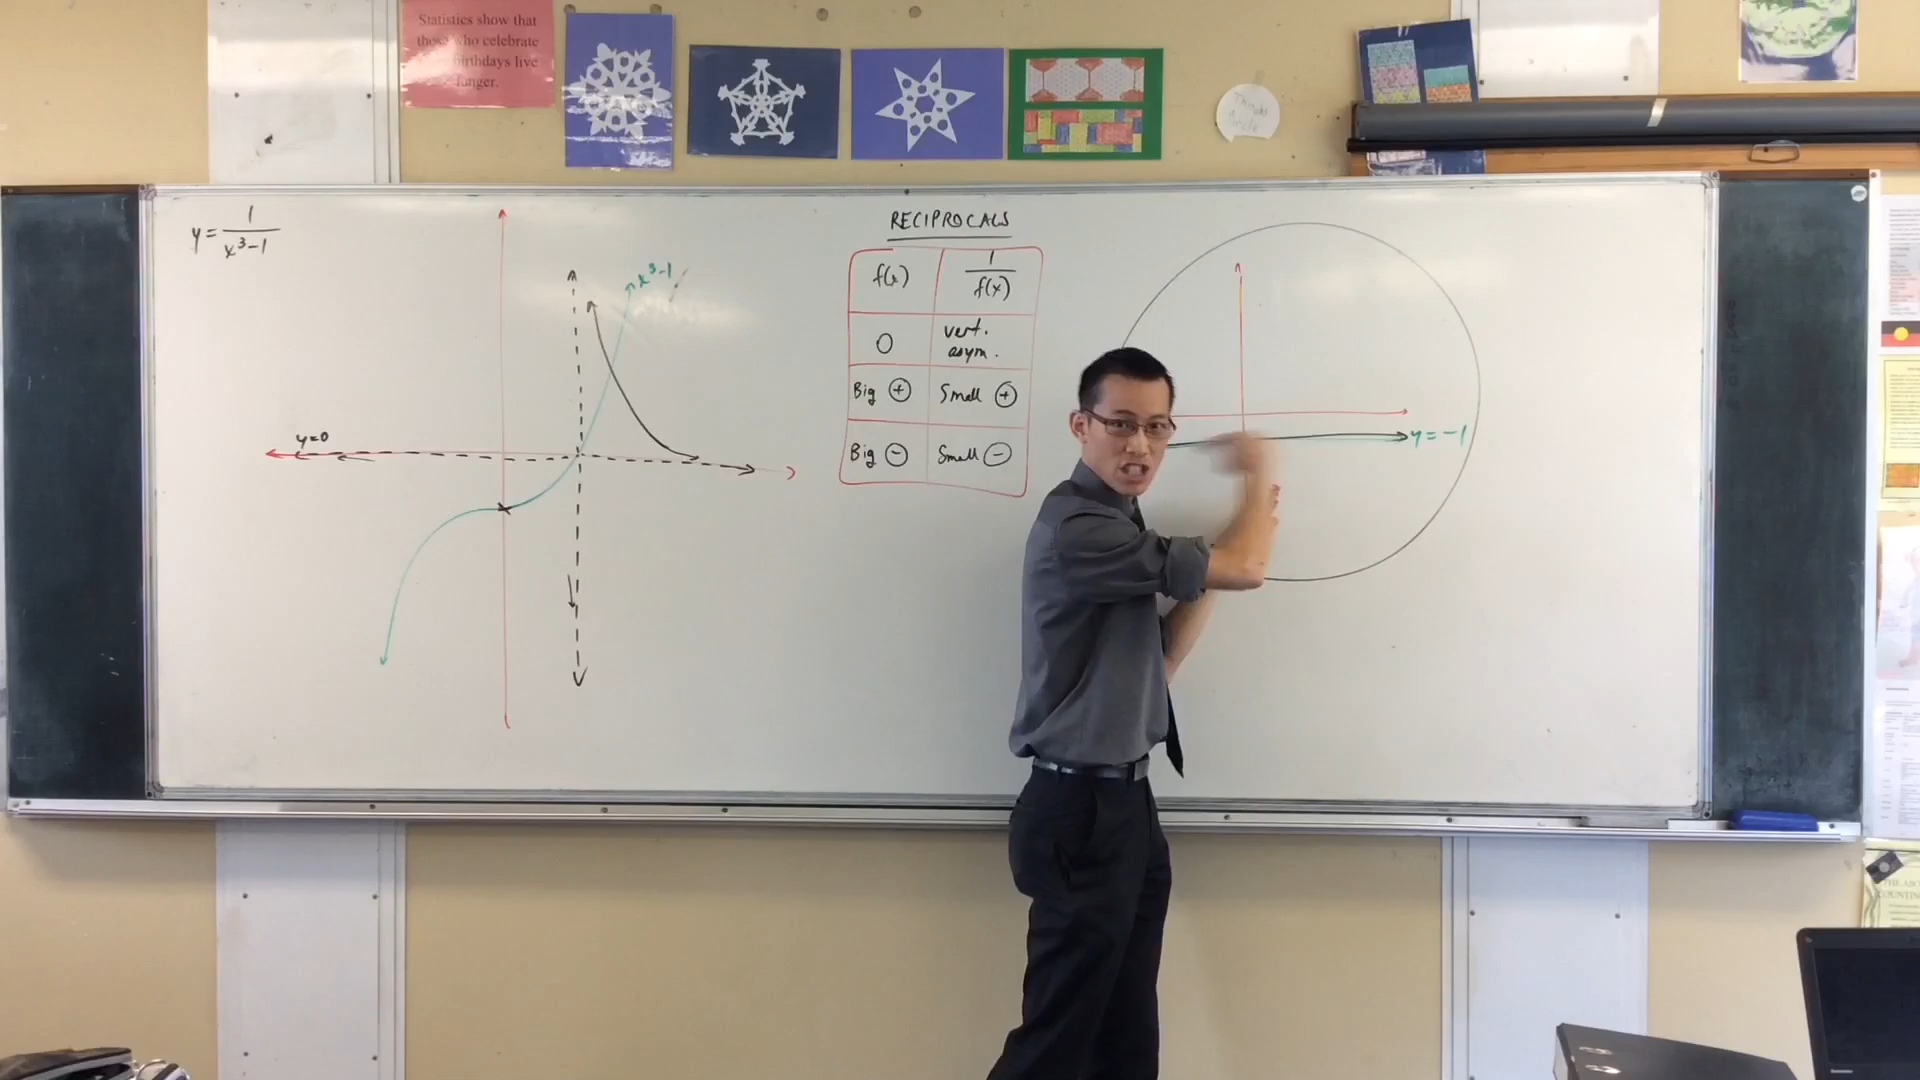 Statistics show that
those who celebrate
birthdays live
longer.
y = 1/(x³-1)
x³-1
y=0
RECIPROCALS
f(x) 1/f(x)
0 vert. asym.
Big ⊕ Small ⊕
Big ⊖ Small ⊖
y = -1